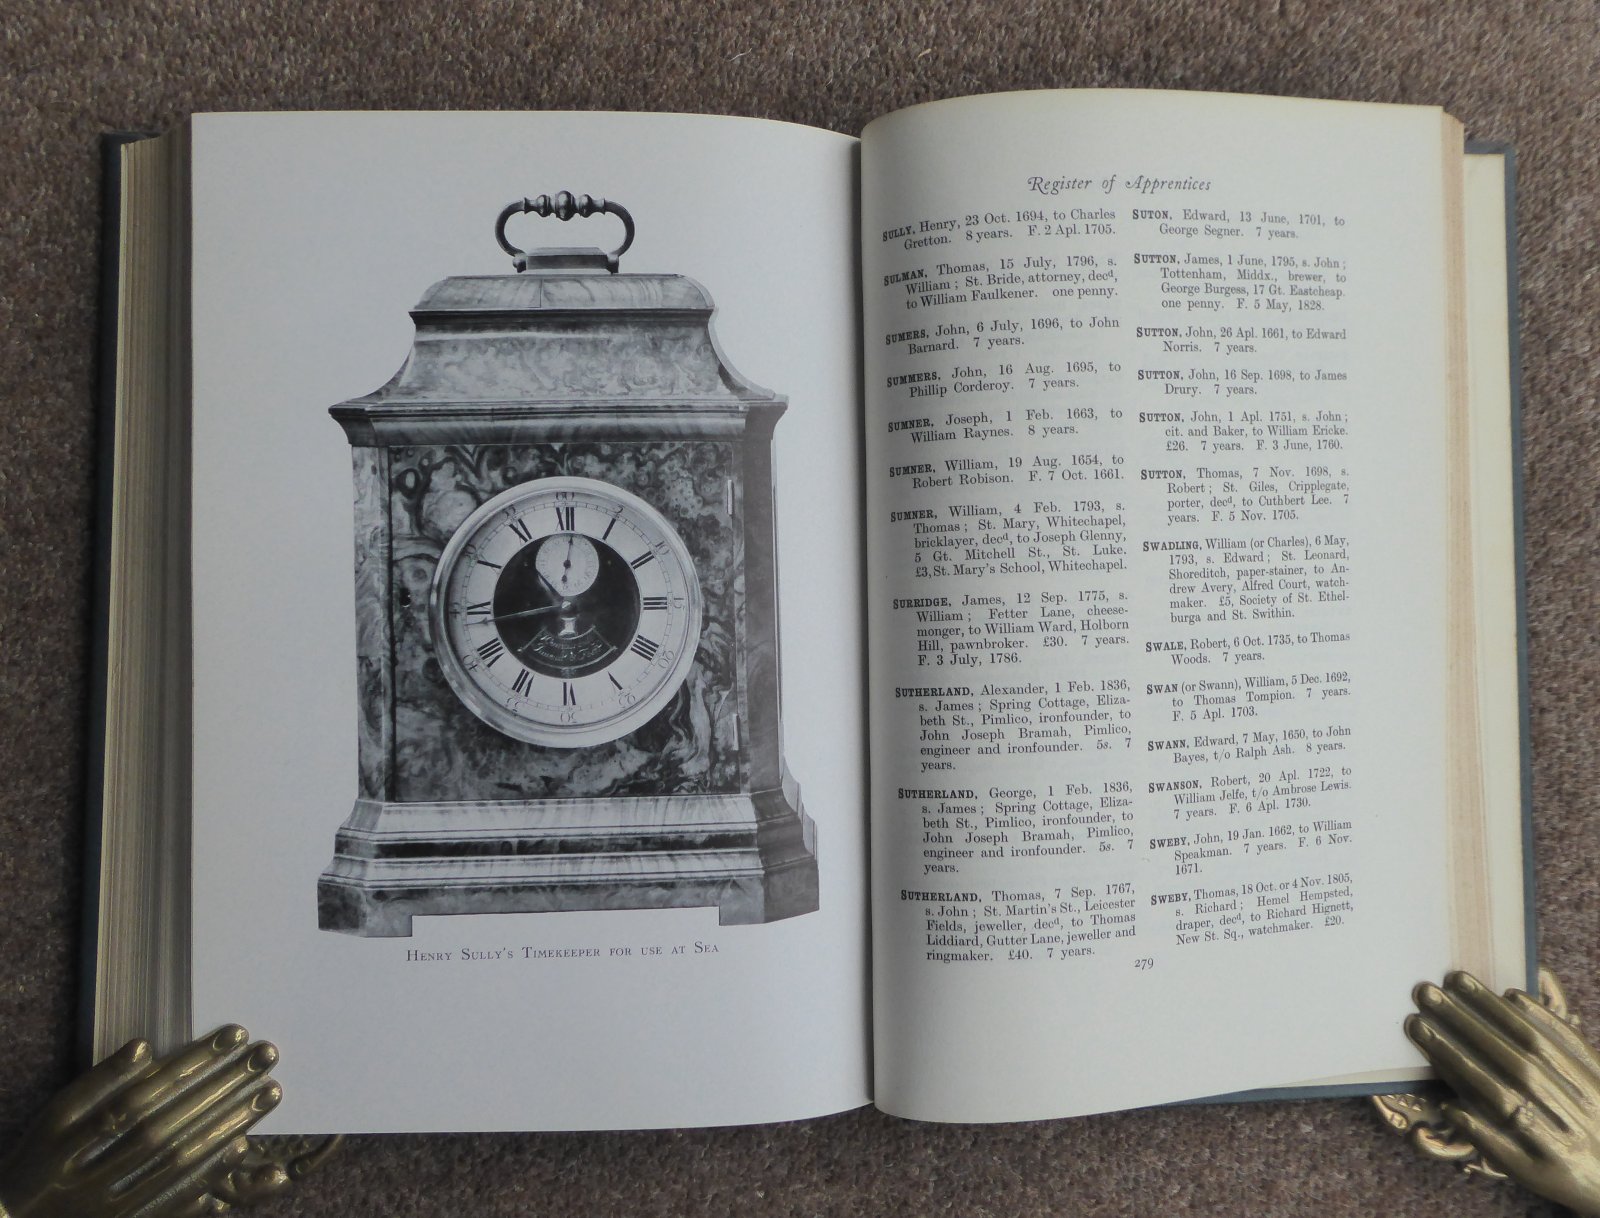 60
XII
5
10
15
20
25
50
55
HENRY SULLY'S TIMEKEEPER FOR USE AT SEA
Register of Apprentices
SULLY, Henry, 23 Oct. 1694, to Charles
Gretton. 8 years. F. 2 Apl. 1705.
SULMAN, Thomas, 15 July, 1796, s.
William; St. Bride, attorney, decd,
to William Faulkener. one penny.
SUMERS, John, 6 July, 1696, to John
Barnard. 7 years.
SUMMERS, John, 16 Aug. 1695, to
Phillip Corderoy. 7 years.
SUMNER, Joseph, 1 Feb. 1663, to
William Raynes. 8 years.
SUMNER, William, 19 Aug. 1654, to
Robert Robison. F. 7 Oct. 1661.
SUMNER, William, 4 Feb. 1793, s.
Thomas; St. Mary, Whitechapel,
bricklayer, decd, to Joseph Glenny,
5 Gt. Mitchell St., St. Luke.
£3, St. Mary's School, Whitechapel.
SURRIDGE, James, 12 Sep. 1775, s.
William; Fetter Lane, cheese-
monger, to William Ward, Holborn
Hill, pawnbroker. £30. 7 years.
F. 3 July, 1786.
SUTHERLAND, Alexander, 1 Feb. 1836,
s. James; Spring Cottage, Eliza-
beth St., Pimlico, ironfounder, to
John Joseph Bramah, Pimlico,
engineer and ironfounder. 5s. 7
years.
SUTHERLAND, George, 1 Feb. 1836,
s. James; Spring Cottage, Eliza-
beth St., Pimlico, ironfounder, to
John Joseph Bramah, Pimlico,
engineer and ironfounder. 5s. 7
years.
SUTHERLAND, Thomas, 7 Sep. 1767,
s. John; St. Martin's St., Leicester
Fields, jeweller, decd, to Thomas
Liddiard, Gutter Lane, jeweller and
ringmaker. £40. 7 years.
SUTON, Edward, 13 June, 1701, to
George Segner. 7 years.
SUTTON, James, 1 June, 1795, s. John;
Tottenham, Middx., brewer, to
George Burgess, 17 Gt. Eastcheap.
one penny. F. 5 May, 1828.
SUTTON, John, 26 Apl. 1661, to Edward
Norris. 7 years.
SUTTON, John, 16 Sep. 1698, to James
Drury. 7 years.
SUTTON, John, 1 Apl. 1751, s. John;
cit. and Baker, to William Ericke.
£26. 7 years. F. 3 June, 1760.
SUTTON, Thomas, 7 Nov. 1698, s.
Robert; St. Giles, Cripplegate,
porter, decd, to Cuthbert Lee. 7
years. F. 5 Nov. 1705.
SWADLING, William (or Charles), 6 May,
1793, s. Edward; St. Leonard,
Shoreditch, paper-stainer, to An-
drew Avery, Alfred Court, watch-
maker. £5, Society of St. Ethel-
burga and St. Swithin.
SWALE, Robert, 6 Oct. 1735, to Thomas
Woods. 7 years.
SWAN (or Swann), William, 5 Dec. 1692,
to Thomas Tompion. 7 years.
F. 5 Apl. 1703.
SWANN, Edward, 7 May, 1650, to John
Bayes, t/o Ralph Ash. 8 years.
SWANSON, Robert, 20 Apl. 1722, to
William Jelfe, t/o Ambrose Lewis.
7 years. F. 6 Apl. 1730.
SWEBY, John, 19 Jan. 1662, to William
Speakman. 7 years. F. 6 Nov.
1671.
SWEBY, Thomas, 18 Oct. or 4 Nov. 1805,
s. Richard; Hemel Hempsted,
draper, decd, to Richard Hignett,
New St. Sq., watchmaker. £20.
279